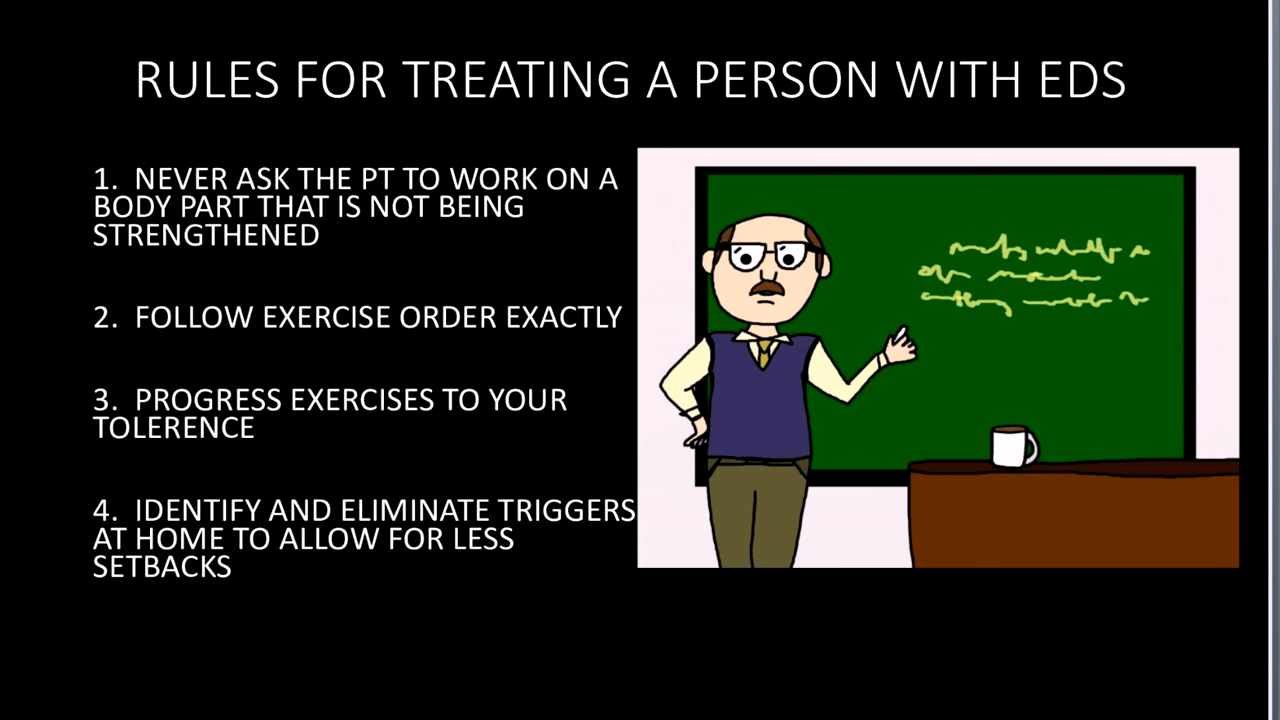 RULES FOR TREATING A PERSON WITH EDS
1. NEVER ASK THE PT TO WORK ON A
BODY PART THAT IS NOT BEING
STRENGTHENED
2. FOLLOW EXERCISE ORDER EXACTLY
3. PROGRESS EXERCISES TO YOUR
TOLERENCE
4. IDENTIFY AND ELIMINATE TRIGGERS
AT HOME TO ALLOW FOR LESS
SETBACKS